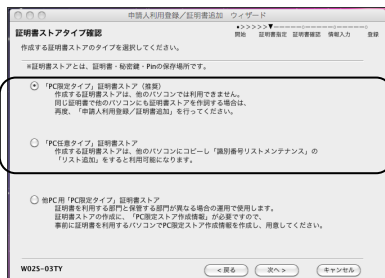 申請人利用登録／証明書追加 ウィザード
証明書ストアタイプ確認
◆>>>>>▼－－－－－－－－－－－－－－－
開始 証明書指定 証明書確認 情報入力 登録
作成する証明書ストアのタイプを選択してください。
※証明書ストアとは、証明書・秘密鍵・Pinの保存場所です。
「PC限定タイプ」証明書ストア（推奨）
作成する証明書ストアは、他のパソコンでは利用できません。
同じ証明書で他のパソコンにも証明書ストアを作成する場合は、
再度、「申請人利用登録／証明書追加」を行ってください。
「PC任意タイプ」証明書ストア
作成する証明書ストアは、他のパソコンにコピーし「識別番号リストメンテナンス」の
「リスト追加」をすると利用可能になります。
他PC用「PC限定タイプ」証明書ストア
証明書を利用する部門と保管する部門が異なる場合の運用で使用します。
証明書ストアの作成に、「PC限定ストア作成情報」が必要ですので、
事前に証明書を利用するパソコンでPC限定ストア作成情報を作成し、用意してください。
W02S-03TY
＜戻る
次へ＞
キャンセル